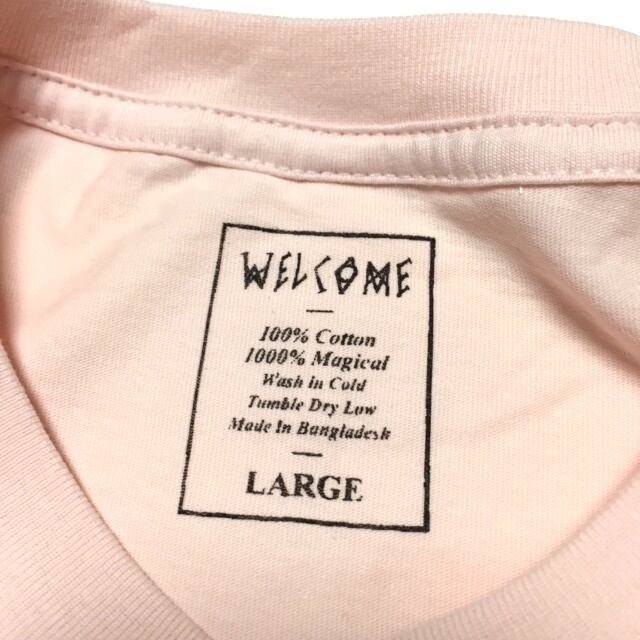 WELCOME
100% Cotton
1000% Magical
Wash in Cold
Tumble Dry Low
Made In Bangladesh
LARGE